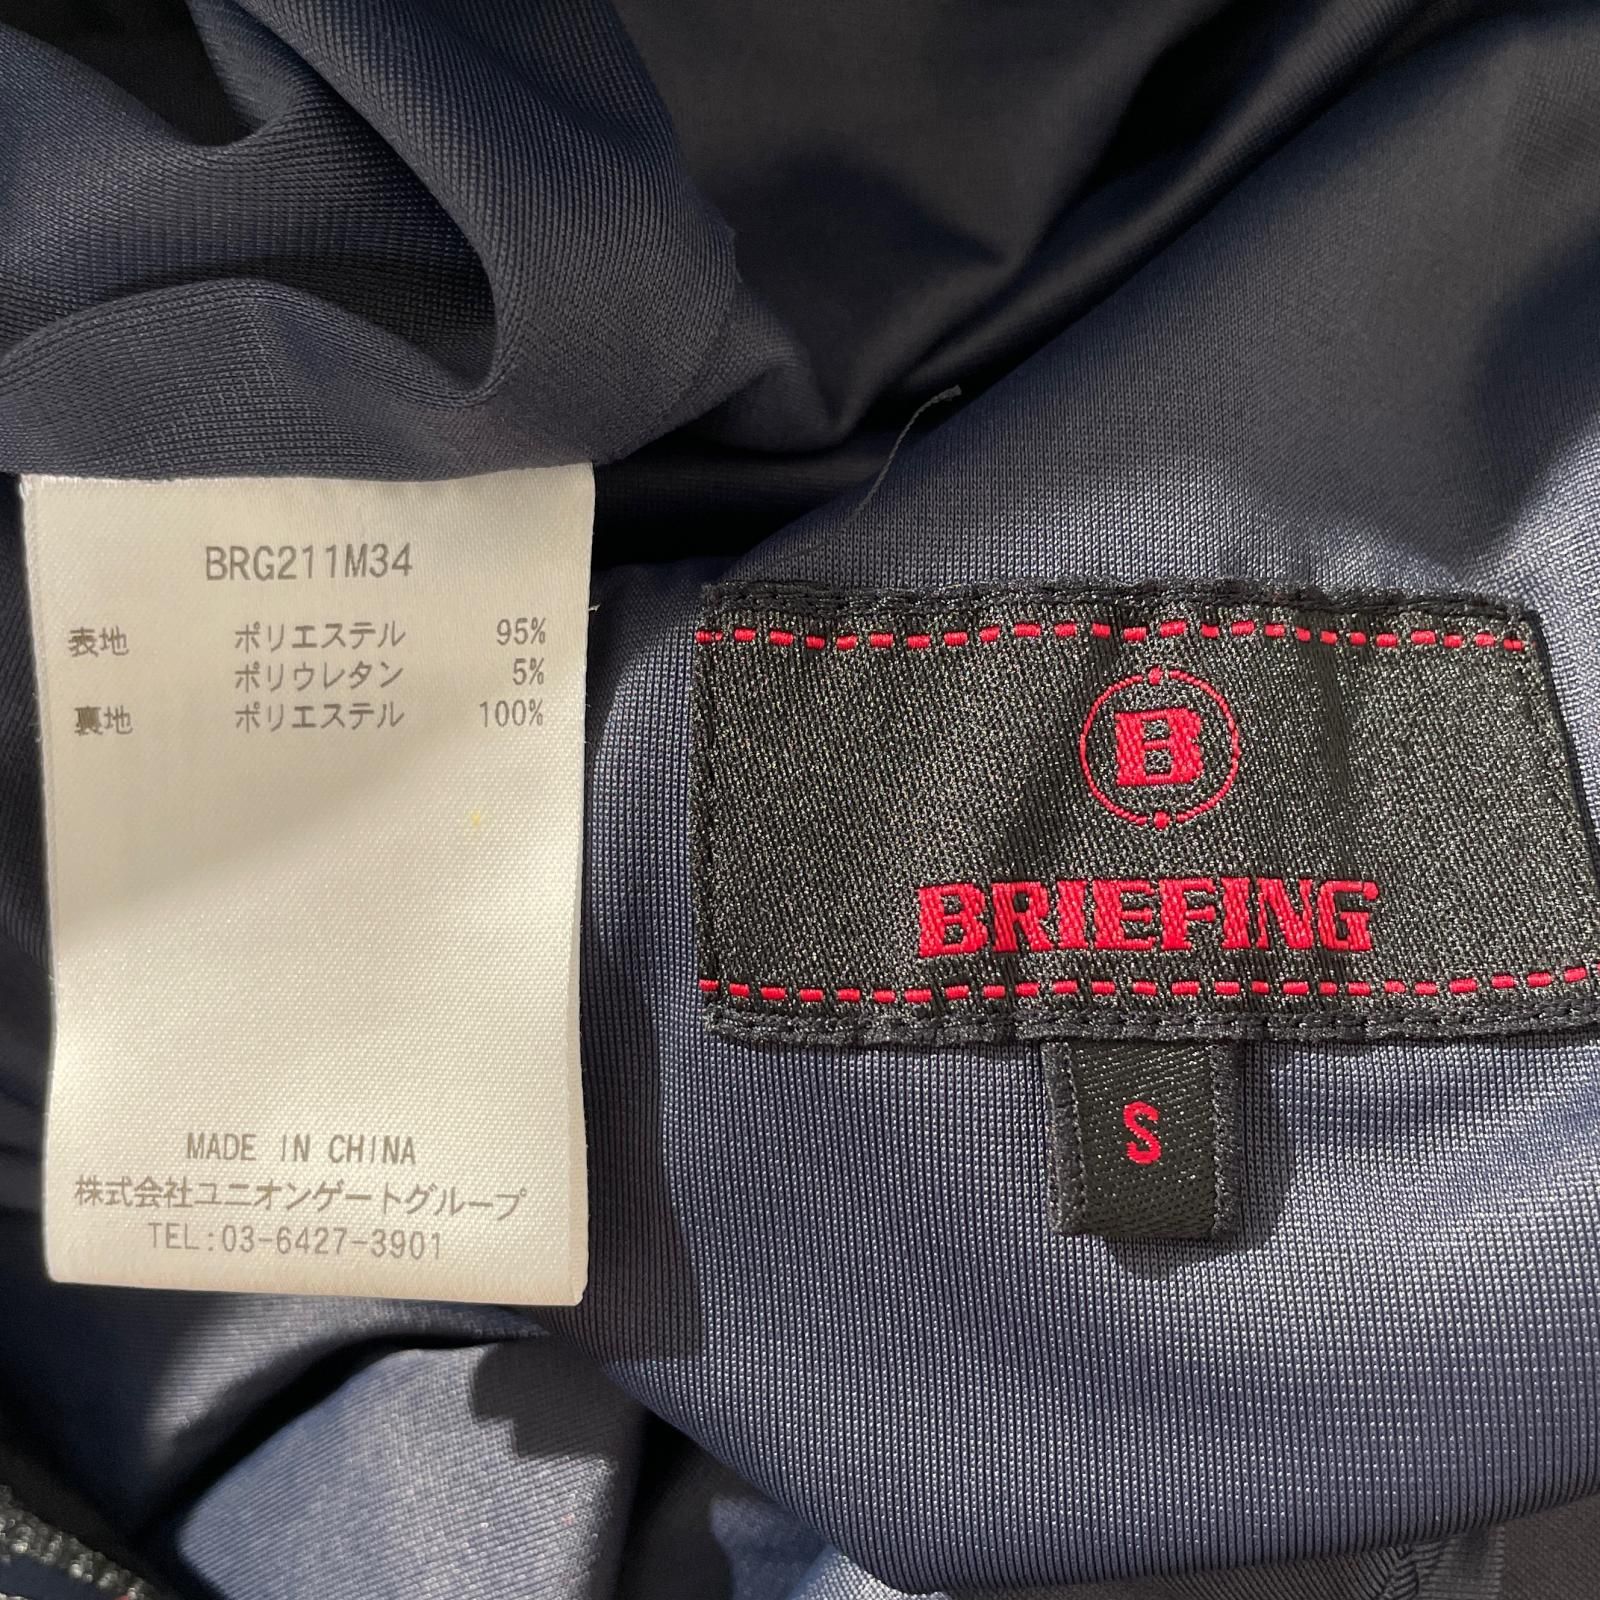 BRG211M34
表地 ポリエステル 95%
ポリウレタン 5%
裏地 ポリエステル 100%
MADE IN CHINA
株式会社ユニオンゲートグループ
TEL:03-6427-3901
B
BRIEFING
S